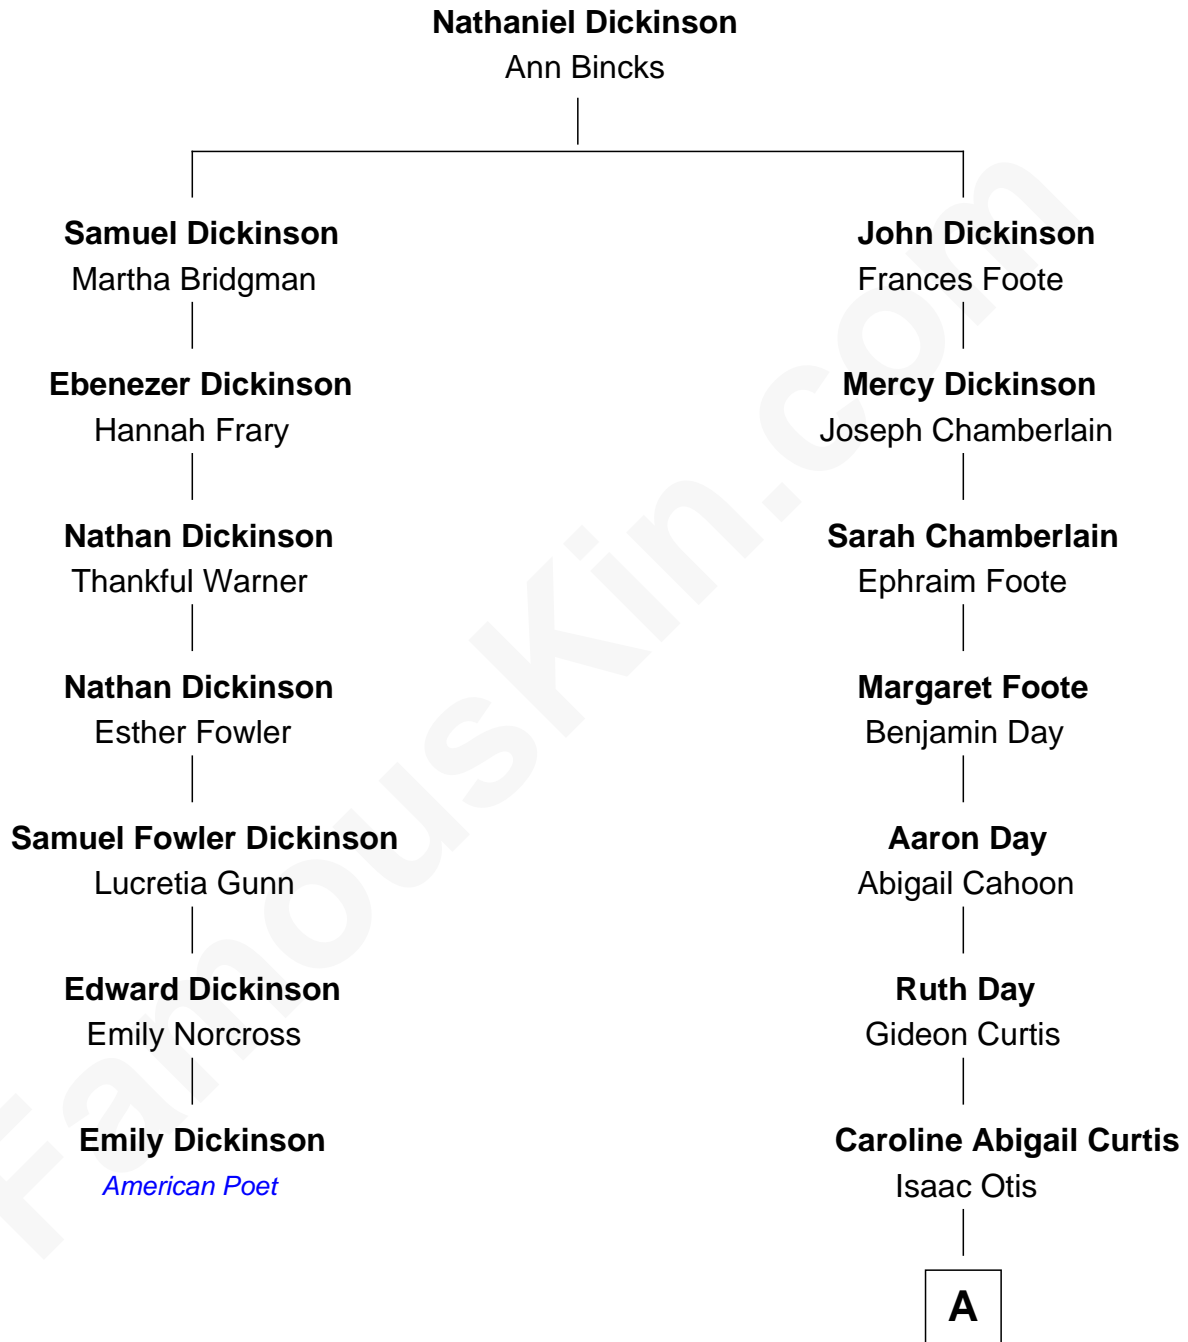 Nathaniel Dickinson
Ann Bincks
Samuel Dickinson
Martha Bridgman
John Dickinson
Frances Foote
Ebenezer Dickinson
Hannah Frary
Mercy Dickinson
Joseph Chamberlain
Nathan Dickinson
Thankful Warner
Sarah Chamberlain
Ephraim Foote
Nathan Dickinson
Esther Fowler
Margaret Foote
Benjamin Day
Samuel Fowler Dickinson
Lucretia Gunn
Aaron Day
Abigail Cahoon
Edward Dickinson
Emily Norcross
Ruth Day
Gideon Curtis
Emily Dickinson
American Poet
Caroline Abigail Curtis
Isaac Otis
A
FamousKin.com